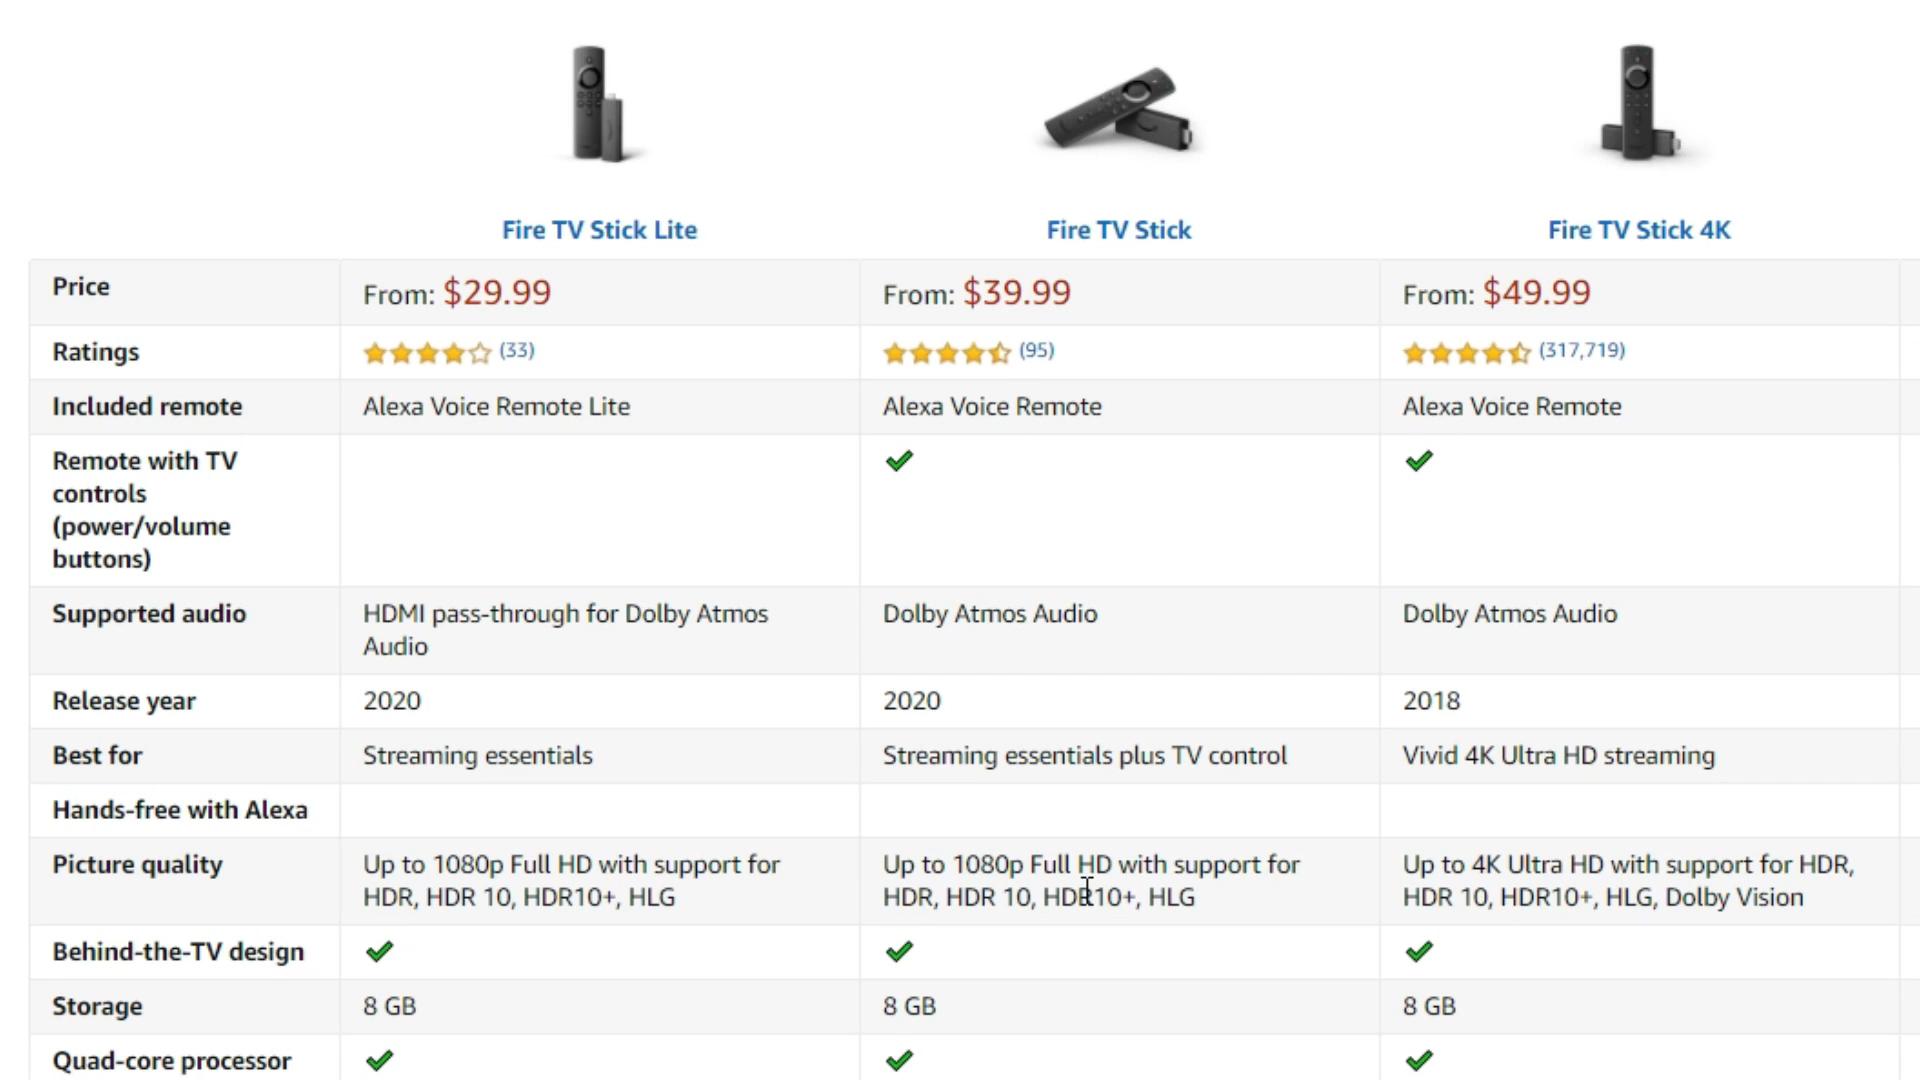 Fire TV Stick Lite Fire TV Stick Fire TV Stick 4K
Price From: $29.99 From: $39.99 From: $49.99
Ratings (33) (95) (317,719)
Included remote Alexa Voice Remote Lite Alexa Voice Remote Alexa Voice Remote
Remote with TV
controls
(power/volume
buttons)
Supported audio HDMI pass-through for Dolby Atmos Dolby Atmos Audio Dolby Atmos Audio
Audio
Release year 2020 2020 2018
Best for Streaming essentials Streaming essentials plus TV control Vivid 4K Ultra HD streaming
Hands-free with Alexa
Picture quality Up to 1080p Full HD with support for Up to 1080p Full HD with support for Up to 4K Ultra HD with support for HDR,
HDR, HDR 10, HDR10+, HLG HDR, HDR 10, HDR10+, HLG HDR 10, HDR10+, HLG, Dolby Vision
Behind-the-TV design
Storage 8 GB 8 GB 8 GB
Quad-core processor